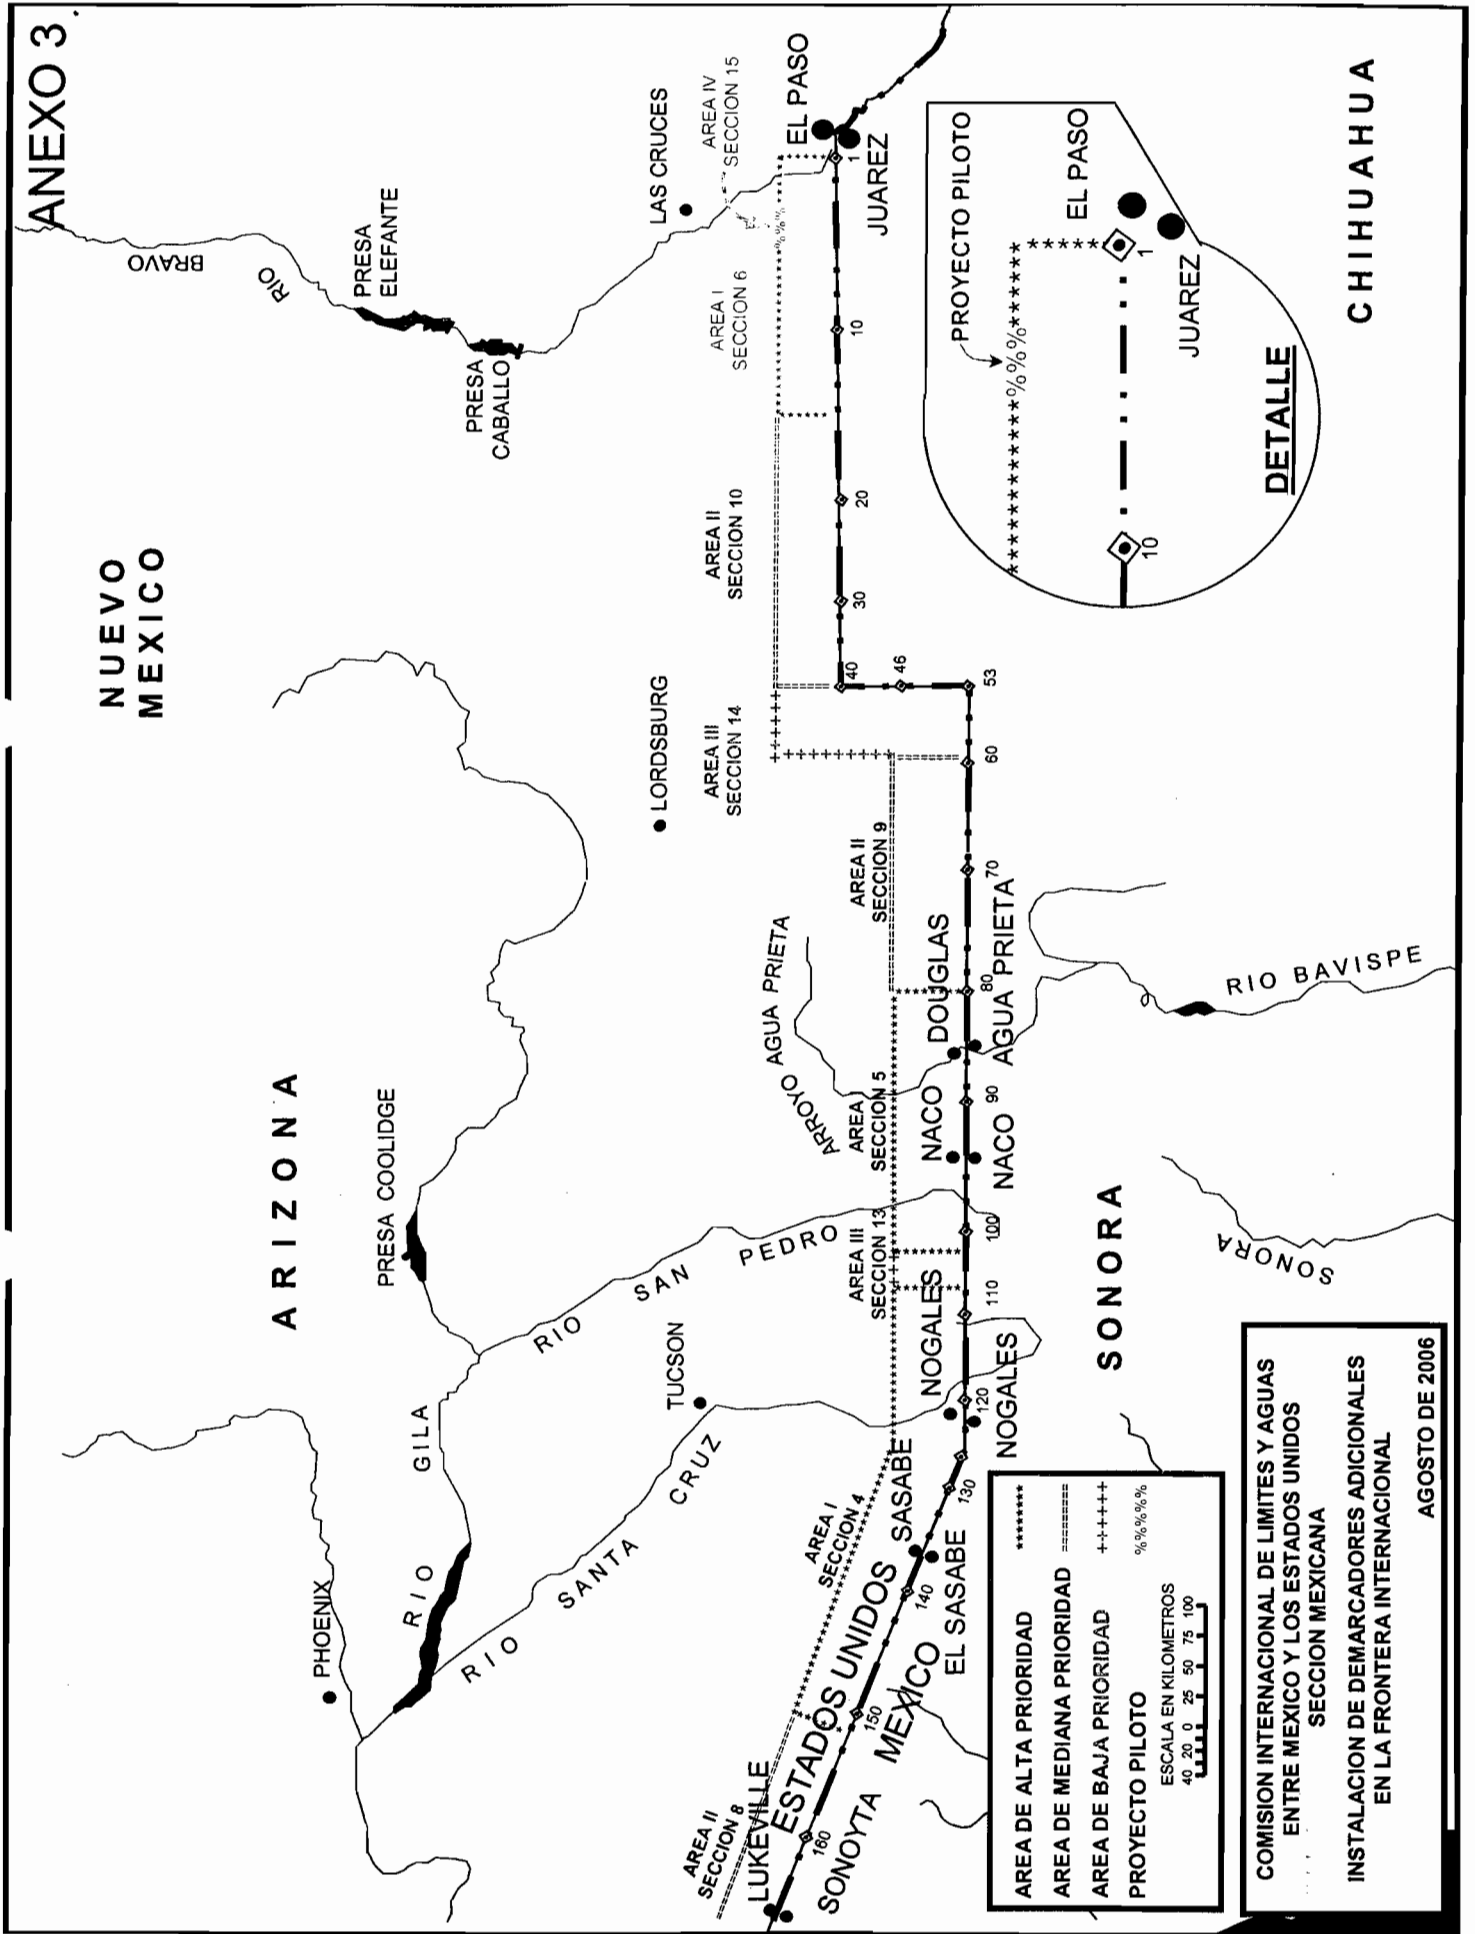 ANEXO 3.
NUEVO
MEXICO
ARIZONA
SONORA
CHIHUAHUA
RIO
BRAVO
PRESA
ELEFANTE
PRESA
CABALLO
LAS CRUCES
AREA IV
SECCION 15
EL PASO
JUAREZ
AREA I
SECCION 6
AREA II
SECCION 10
AREA III
SECCION 14
LORDSBURG
AREA II
SECCION 9
ARROYO AGUA PRIETA
DOUGLAS
AGUA PRIETA
AREA I
SECCION 5
NACO
NACO
AREA III
SECCION 13
NOGALES
NOGALES
AREA I
SECCION 4
SASABE
EL SASABE
ESTADOS UNIDOS
MEXICO
AREA II
SECCION 8
LUKEVILLE
SONOYTA
PRESA COOLIDGE
RIO SAN PEDRO
TUCSON
RIO GILA
RIO SANTA CRUZ
PHOENIX
RIO BAVISPE
SONORA
1
10
20
30
40
46
53
60
70
80
90
100
110
120
130
140
150
160
PROYECTO PILOTO
******************%%%******
*****
EL PASO
JUAREZ
1
10
DETALLE
AREA DE ALTA PRIORIDAD *******
AREA DE MEDIANA PRIORIDAD ========
AREA DE BAJA PRIORIDAD ++++++
PROYECTO PILOTO %%%%%
ESCALA EN KILOMETROS
40 20 0 25 50 75 100
COMISION INTERNACIONAL DE LIMITES Y AGUAS
ENTRE MEXICO Y LOS ESTADOS UNIDOS
SECCION MEXICANA
INSTALACION DE DEMARCADORES ADICIONALES
EN LA FRONTERA INTERNACIONAL
AGOSTO DE 2006